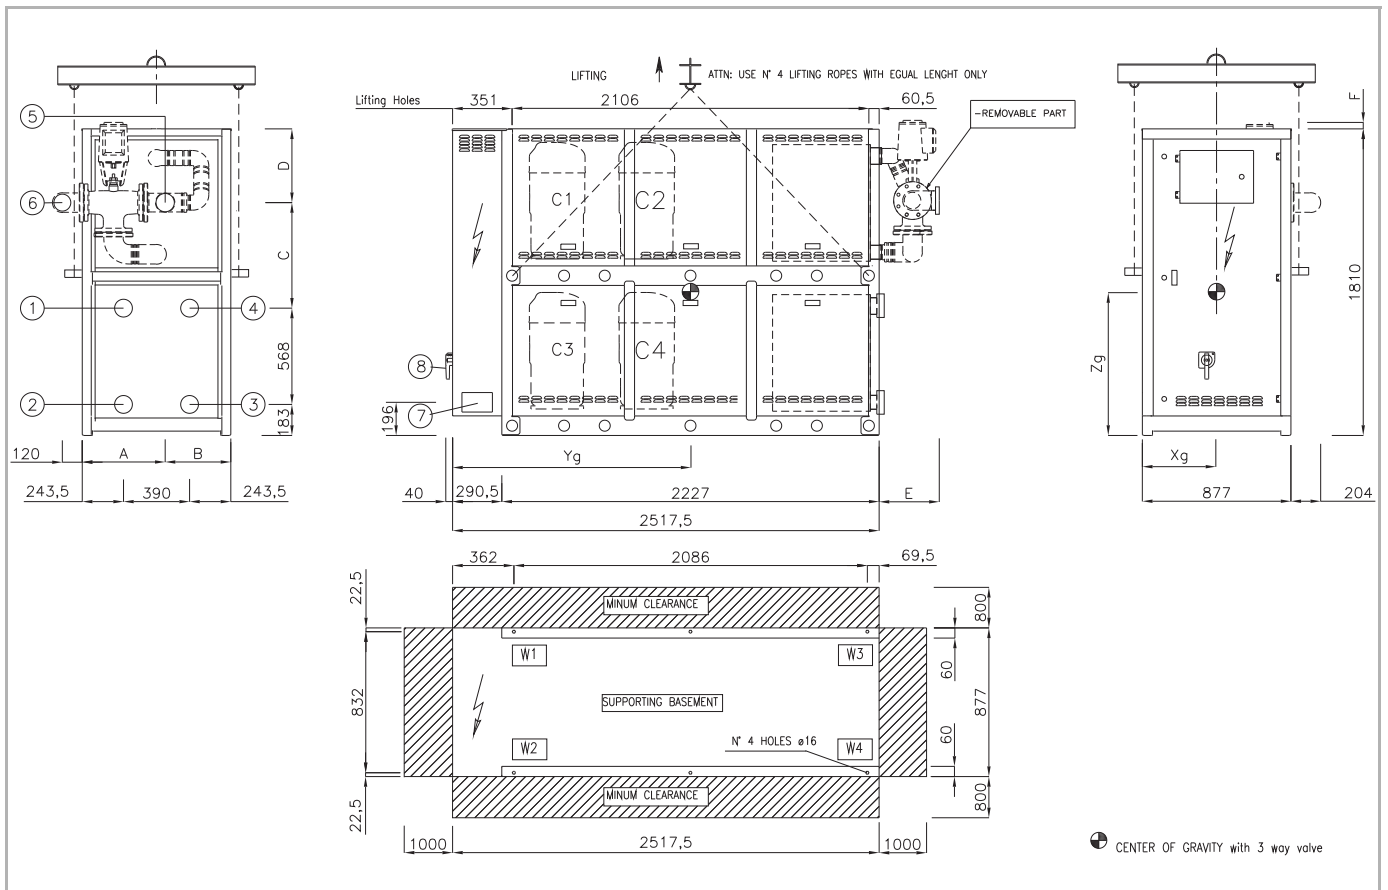 LIFTING
ATTN: USE N° 4 LIFTING ROPES WITH EGUAL LENGHT ONLY
Lifting Holes
351
2106
60,5
-REMOVABLE PART
5
6
1
4
2
3
D
C
568
183
120
A
B
243,5
390
243,5
C1
C2
C3
C4
8
7
196
Yg
40
290,5
2227
E
2517,5
F
1810
Zg
Xg
877
204
362
2086
69,5
22,5
832
22,5
MINUM CLEARANCE
W1
W3
SUPPORTING BASEMENT
W2
N° 4 HOLES ø16
W4
MINUM CLEARANCE
800
60
877
60
800
1000
2517,5
1000
CENTER OF GRAVITY with 3 way valve